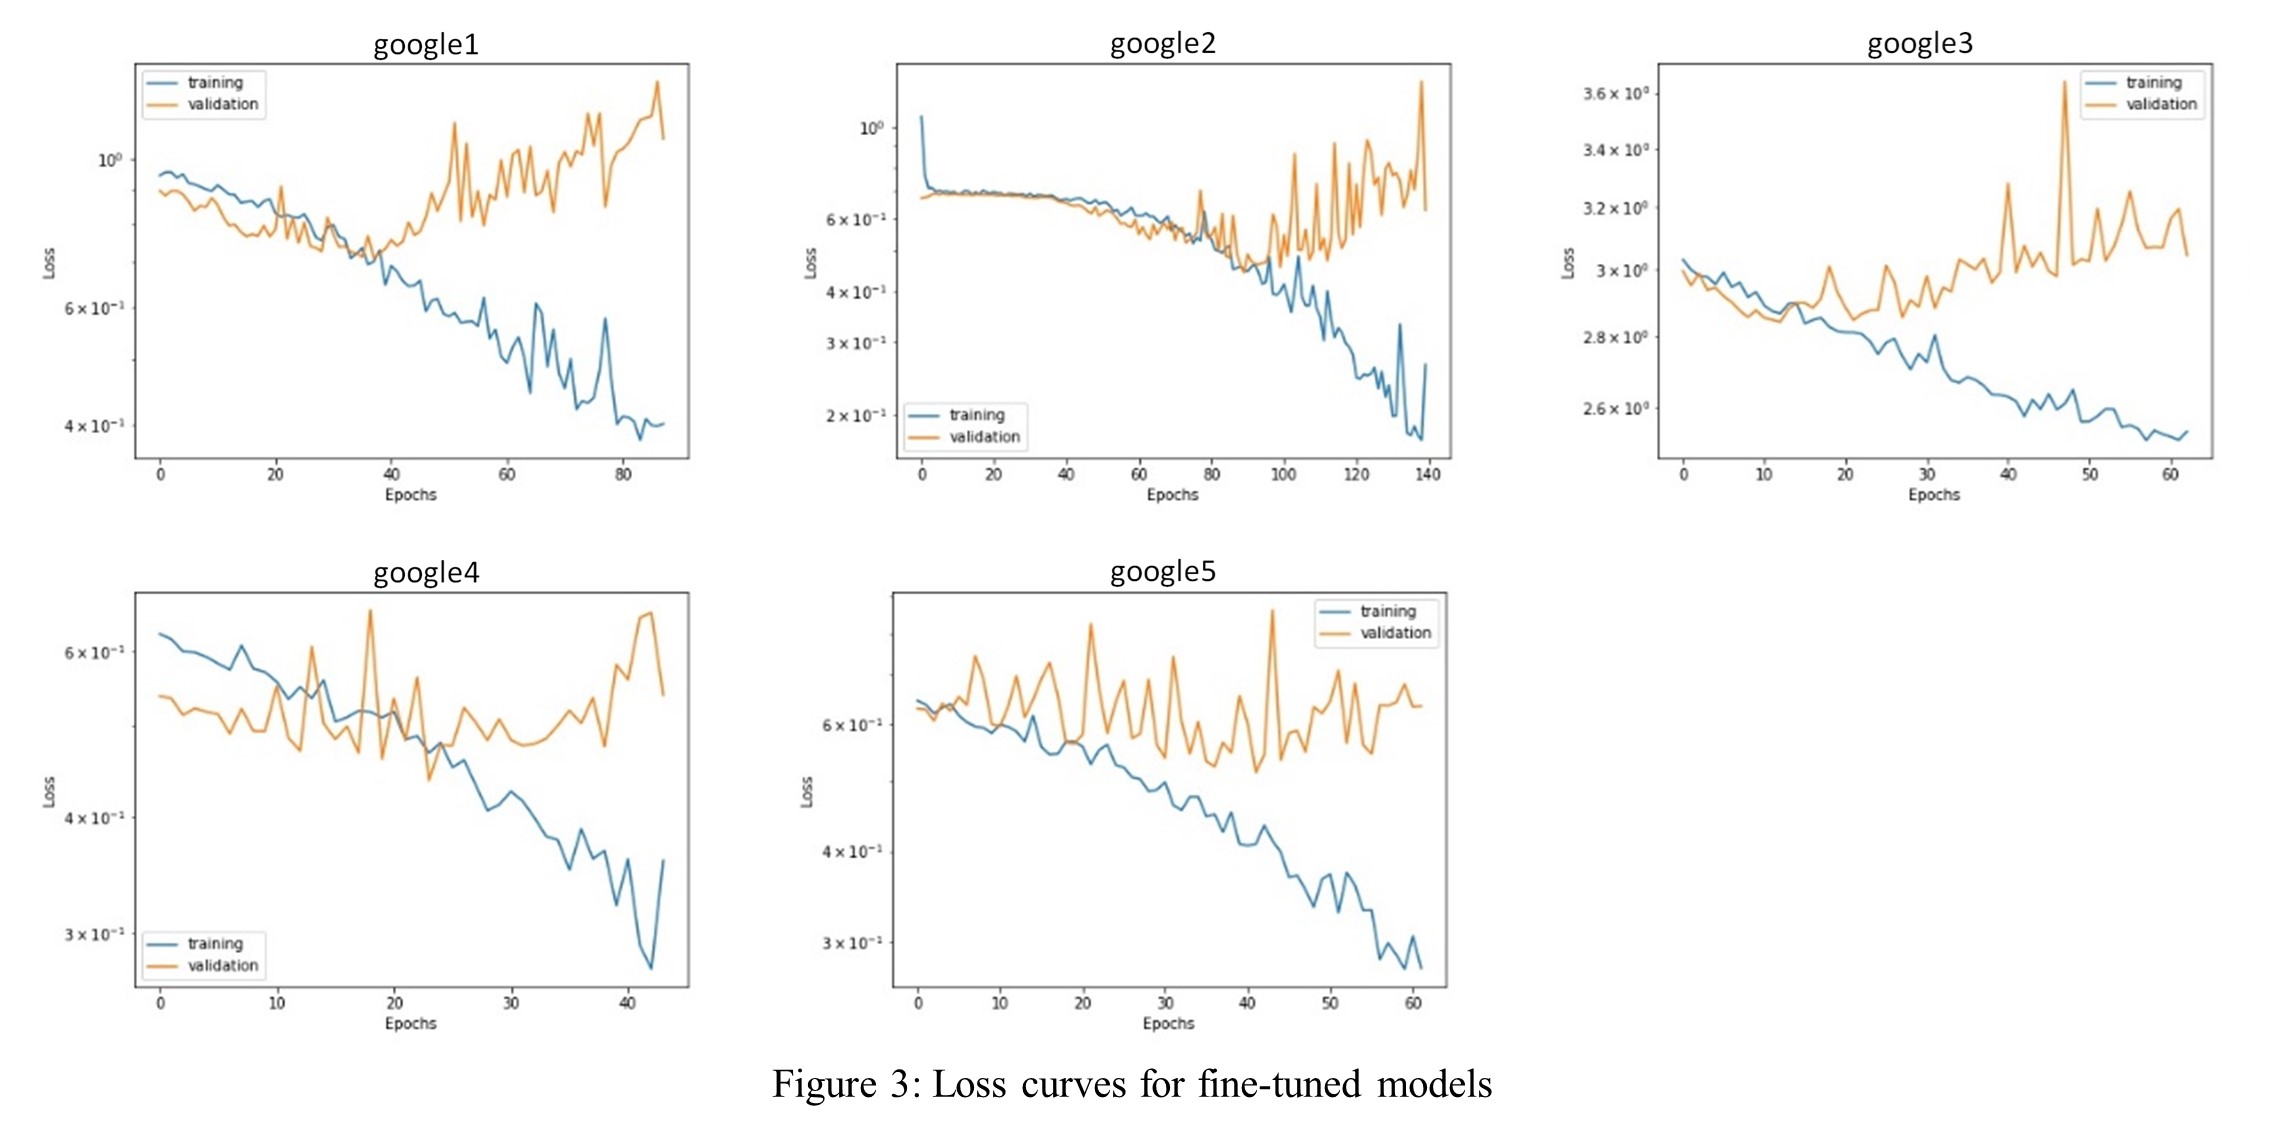 google1
training
validation
10⁰
6 × 10⁻¹
4 × 10⁻¹
Loss
0 20 40 60 80
Epochs
google2
10⁰
6 × 10⁻¹
4 × 10⁻¹
3 × 10⁻¹
2 × 10⁻¹
Loss
training
validation
0 20 40 60 80 100 120 140
Epochs
google3
training
validation
3.6 × 10⁰
3.4 × 10⁰
3.2 × 10⁰
3 × 10⁰
2.8 × 10⁰
2.6 × 10⁰
Loss
0 10 20 30 40 50 60
Epochs
google4
6 × 10⁻¹
4 × 10⁻¹
3 × 10⁻¹
Loss
training
validation
0 10 20 30 40
Epochs
google5
training
validation
6 × 10⁻¹
4 × 10⁻¹
3 × 10⁻¹
Loss
0 10 20 30 40 50 60
Epochs
Figure 3: Loss curves for fine-tuned models